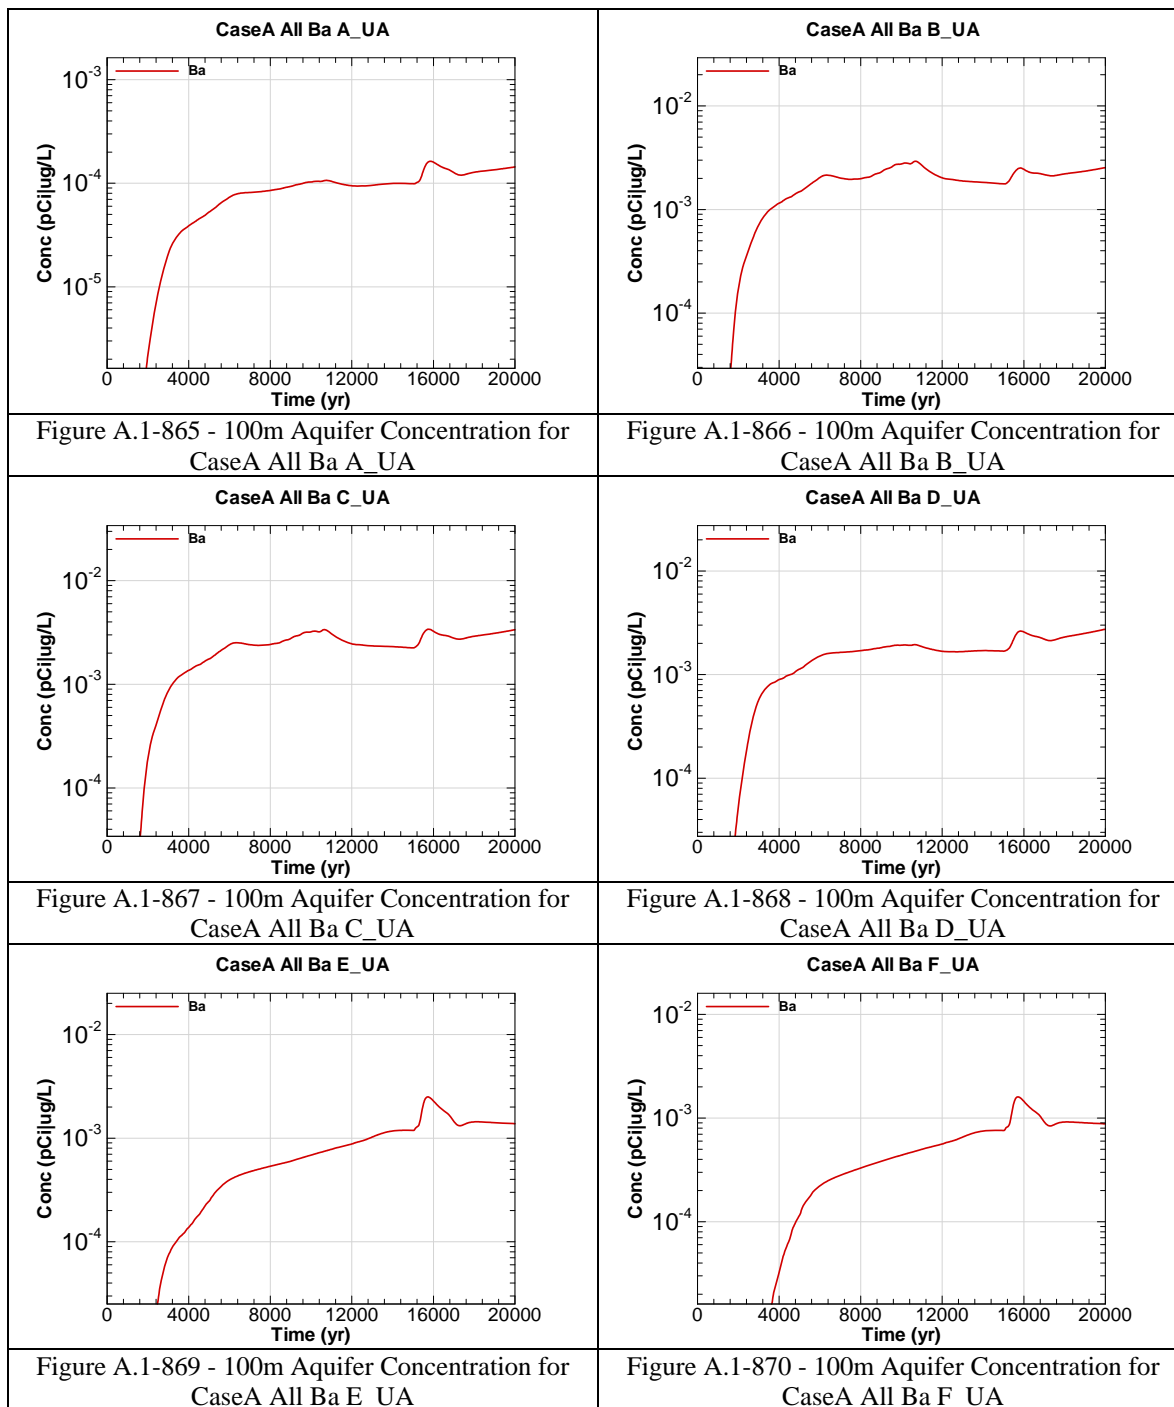 CaseA All Ba A_UA
Ba
10-3
10-4
10-5
Conc (pCi|ug/L)
0 4000 8000 12000 16000 20000
Time (yr)
Figure A.1-865 - 100m Aquifer Concentration for
CaseA All Ba A_UA
CaseA All Ba B_UA
Ba
10-2
10-3
10-4
Conc (pCi|ug/L)
0 4000 8000 12000 16000 20000
Time (yr)
Figure A.1-866 - 100m Aquifer Concentration for
CaseA All Ba B_UA
CaseA All Ba C_UA
Ba
10-2
10-3
10-4
Conc (pCi|ug/L)
0 4000 8000 12000 16000 20000
Time (yr)
Figure A.1-867 - 100m Aquifer Concentration for
CaseA All Ba C_UA
CaseA All Ba D_UA
Ba
10-2
10-3
10-4
Conc (pCi|ug/L)
0 4000 8000 12000 16000 20000
Time (yr)
Figure A.1-868 - 100m Aquifer Concentration for
CaseA All Ba D_UA
CaseA All Ba E_UA
Ba
10-2
10-3
10-4
Conc (pCi|ug/L)
0 4000 8000 12000 16000 20000
Time (yr)
Figure A.1-869 - 100m Aquifer Concentration for
CaseA All Ba E_UA
CaseA All Ba F_UA
Ba
10-2
10-3
10-4
Conc (pCi|ug/L)
0 4000 8000 12000 16000 20000
Time (yr)
Figure A.1-870 - 100m Aquifer Concentration for
CaseA All Ba F_UA